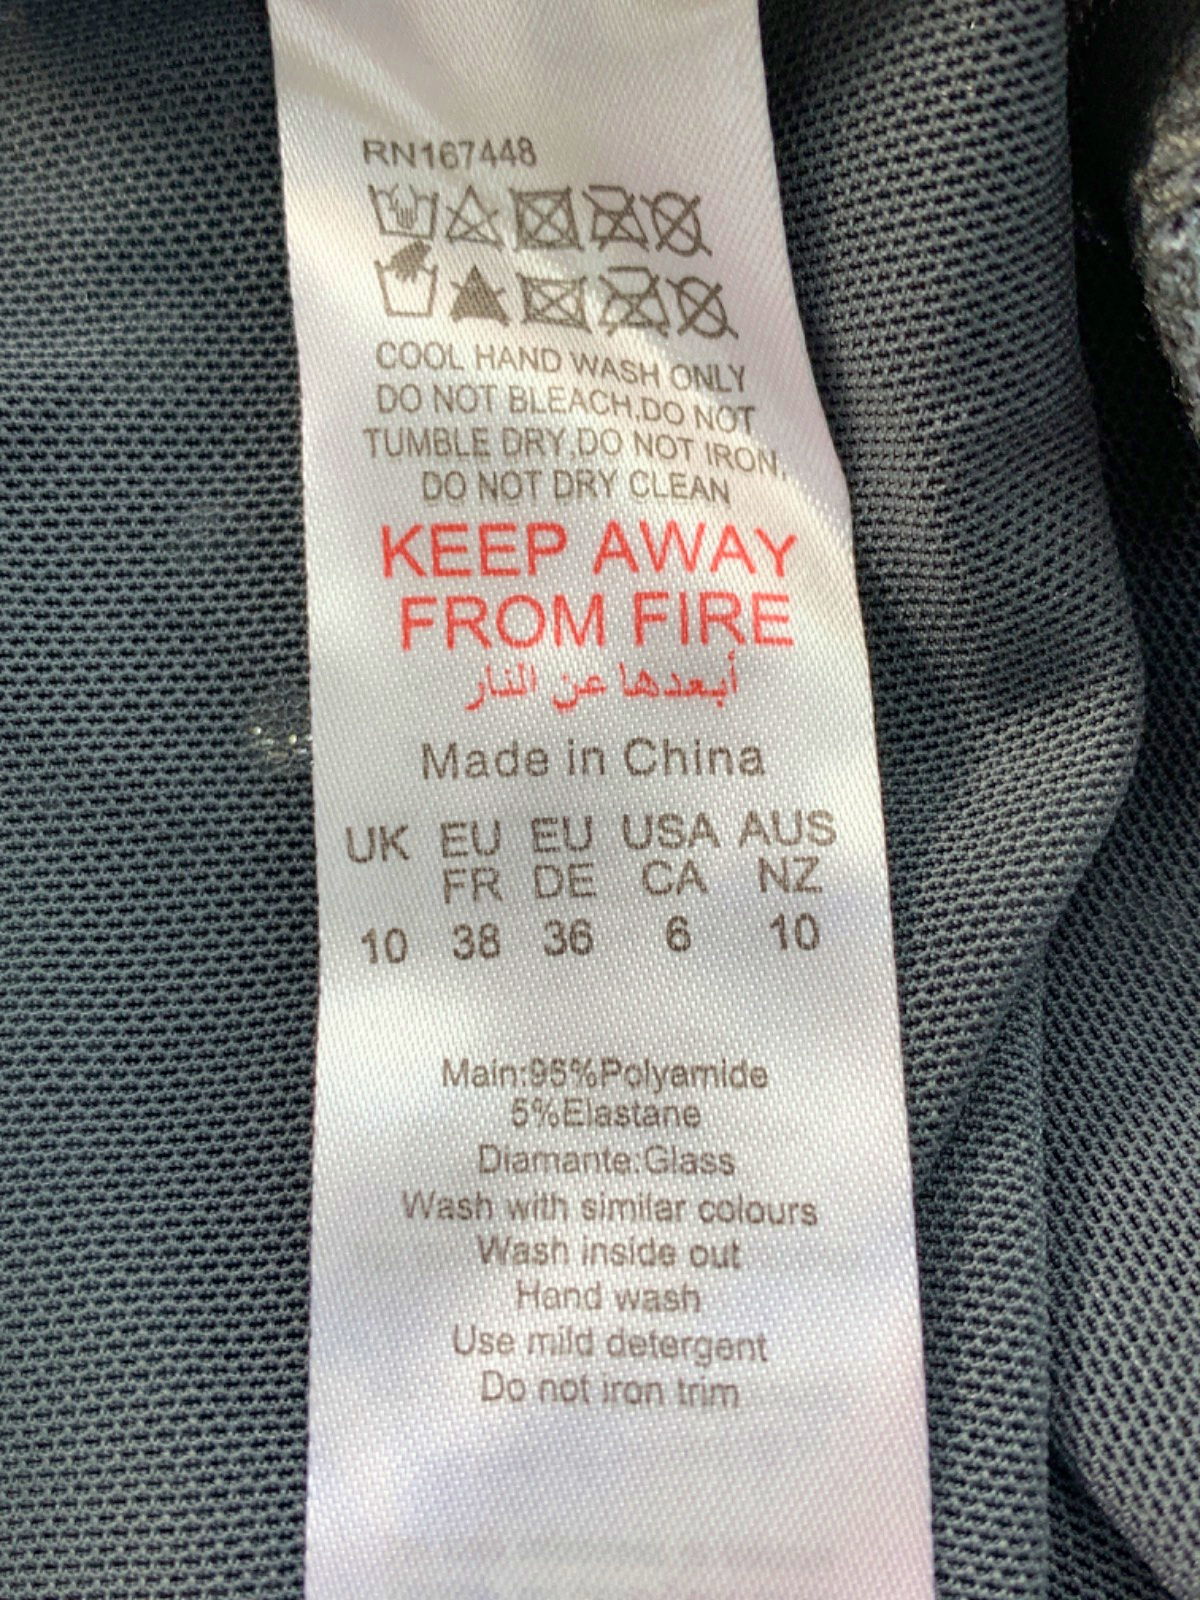 RN167448
COOL HAND WASH ONLY
DO NOT BLEACH,DO NOT
TUMBLE DRY,DO NOT IRON,
DO NOT DRY CLEAN
KEEP AWAY
FROM FIRE
أبعدها عن النار
Made in China
UK EU EU USA AUS
FR DE CA NZ
10 38 36 6 10
Main:95%Polyamide
5%Elastane
Diamante:Glass
Wash with similar colours
Wash inside out
Hand wash
Use mild detergent
Do not iron trim